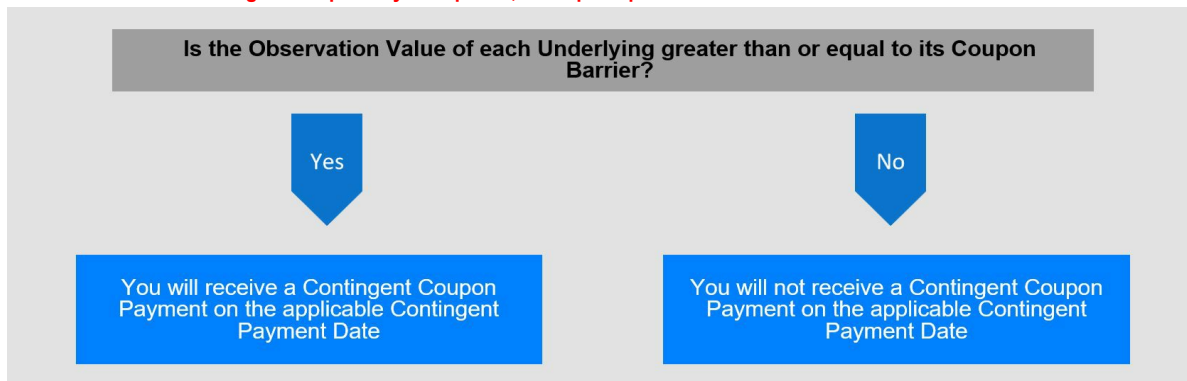 Is the Observation Value of each Underlying greater than or equal to its Coupon
Barrier?
Yes
No
You will receive a Contingent Coupon
Payment on the applicable Contingent
Payment Date
You will not receive a Contingent Coupon
Payment on the applicable Contingent
Payment Date